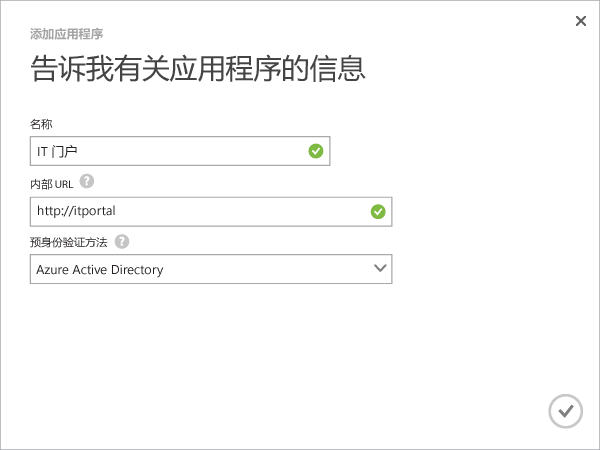 添加应用程序
告诉我有关应用程序的信息
名称
IT 门户
内部 URL ?
http://itportal
预身份验证方法 ?
Azure Active Directory